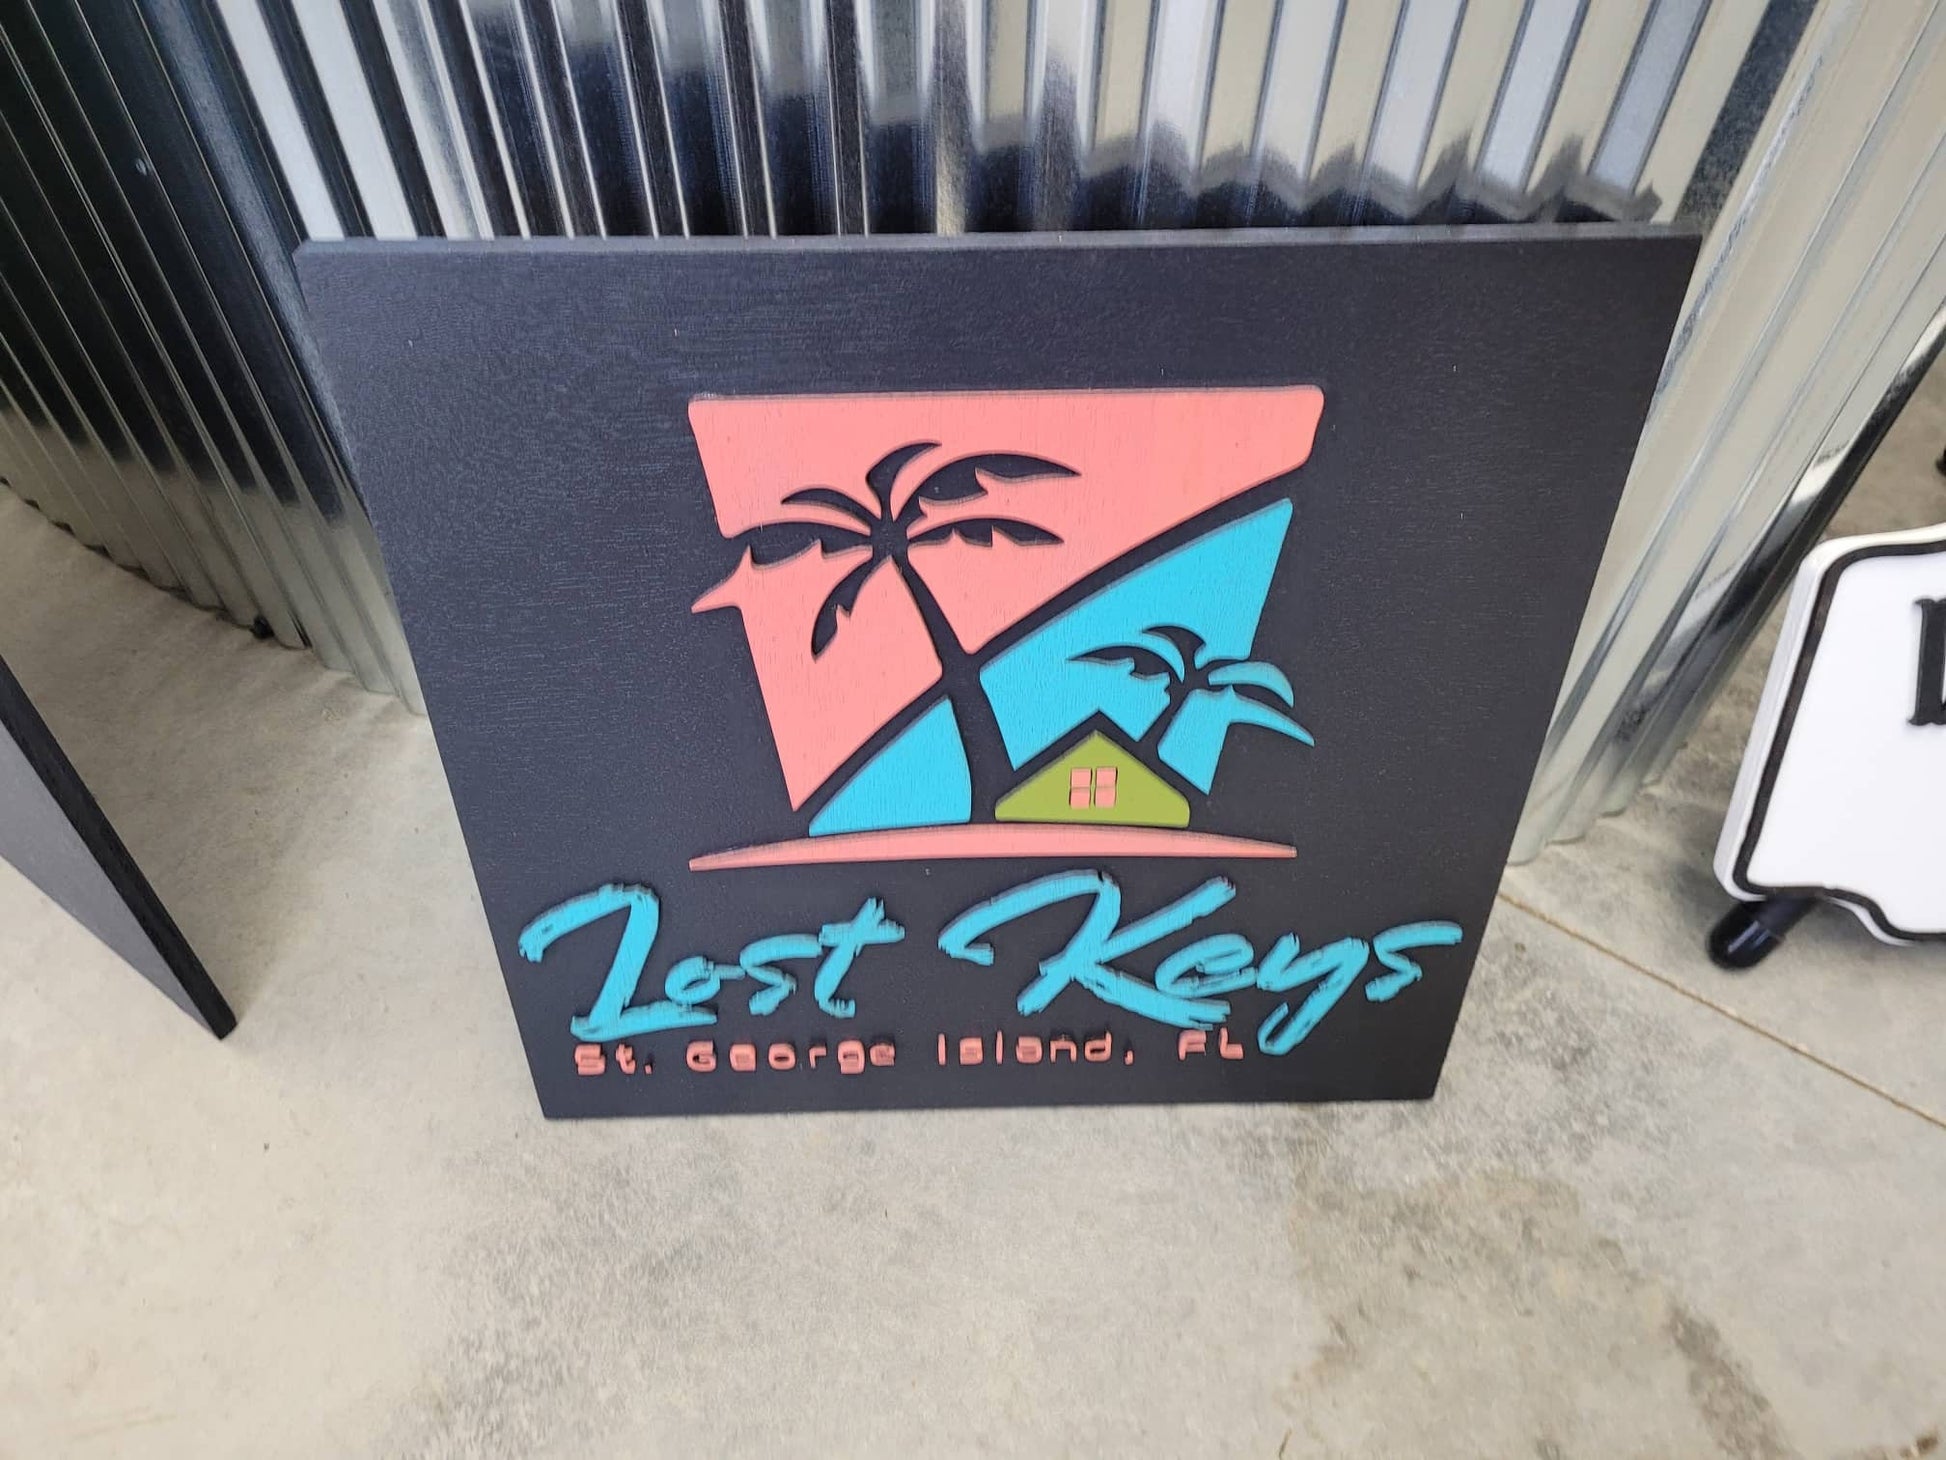 Lost Keys
St. George Island, FL